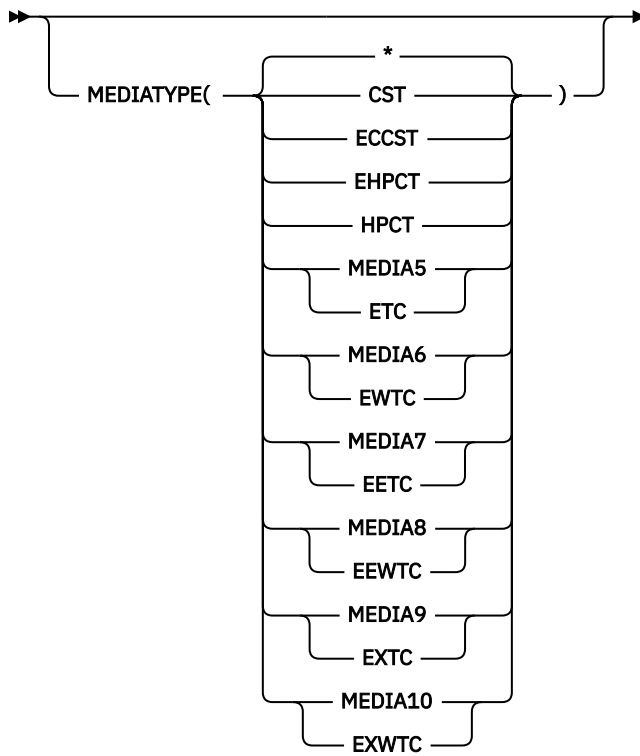 *
MEDIATYPE( CST )
ECCST
EHPCT
HPCT
MEDIA5
ETC
MEDIA6
EWTC
MEDIA7
EETC
MEDIA8
EEWTC
MEDIA9
EXTC
MEDIA10
EXWTC